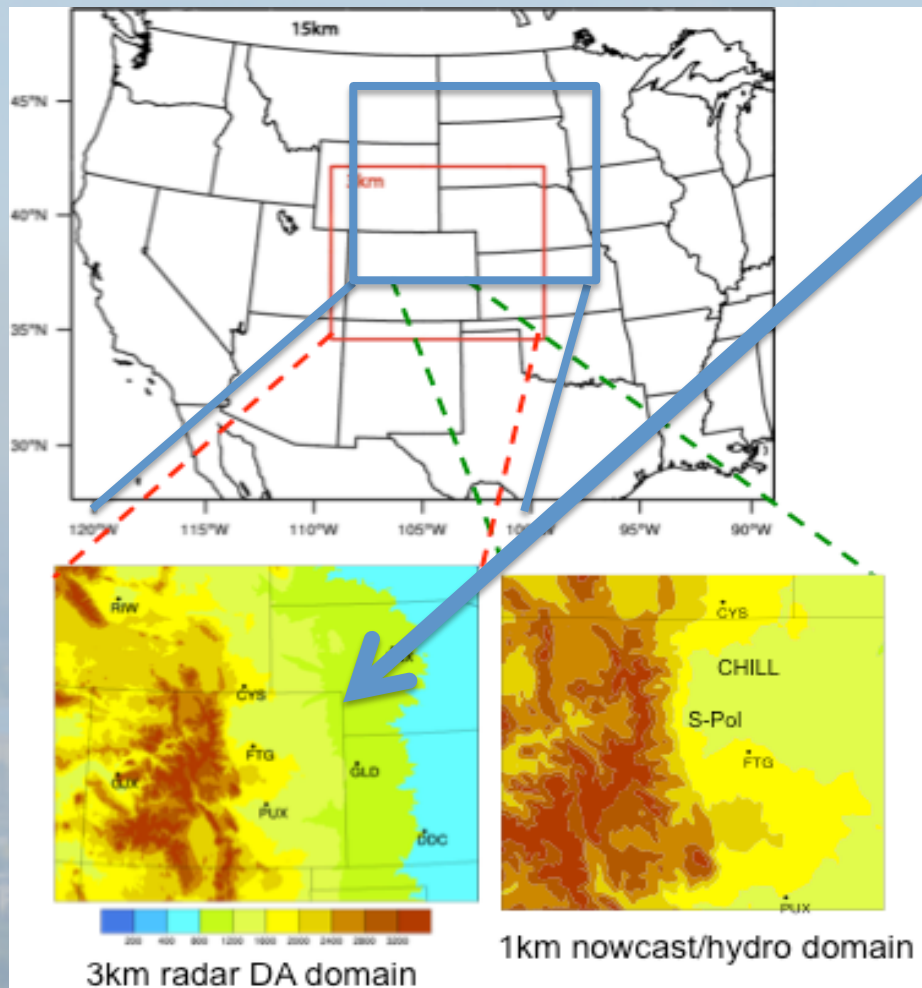 15km
45°N
3km
40°N
35°N
30°N
120°W 115°W 110°W 105°W 100°W 95°W 90°W
RIW
CYS
FTG
GLD
GUX
PUX
DDC
CYS
CHILL
S-Pol
FTG
PUX
200 400 800 1200 1600 2000 2400 2800 3200
3km radar DA domain
1km nowcast/hydro domain